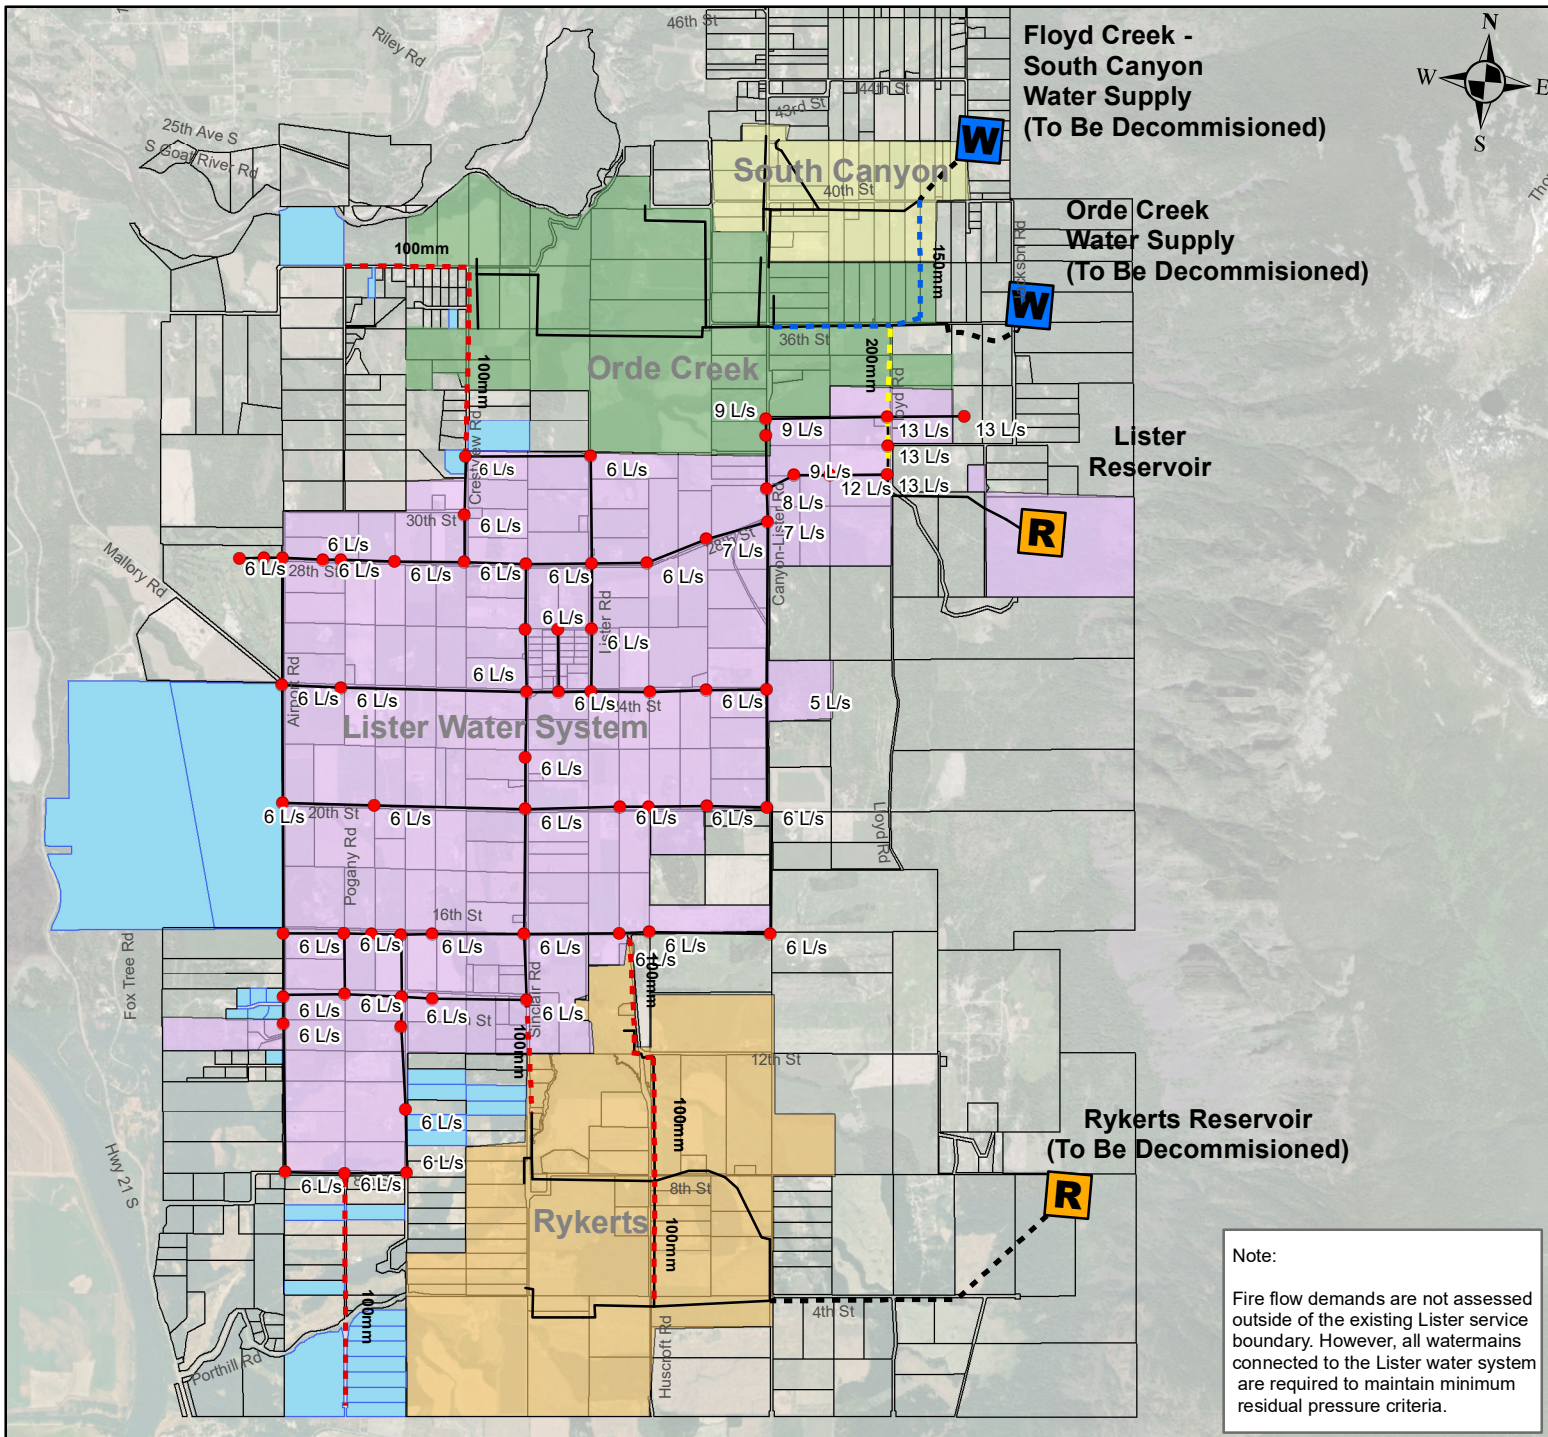 46th St
Riley Rd
N
W
E
S
Floyd Creek -
South Canyon
Water Supply
(To Be Decommisioned)
44th St
43rd St
25th Ave S
S Goat River Rd
W
South Canyon
40th St
Orde Creek
Water Supply
(To Be Decommisioned)
100mm
150mm
W
36th St
200mm
100mm
Orde Creek
9 L/s
9 L/s
13 L/s
13 L/s
Lister
Reservoir
Crestview Rd
6 L/s
6 L/s
9 L/s
13 L/s
12 L/s
13 L/s
8 L/s
30th St
6 L/s
7 L/s
R
6 L/s
28th St
7 L/s
Mallory Rd
6 L/s
28th St
6 L/s
6 L/s
6 L/s
6 L/s
6 L/s
Canyon-Lister Rd
Lister Rd
6 L/s
6 L/s
6 L/s
Airport Rd
6 L/s
6 L/s
6 L/s
6 L/s
5 L/s
Lister Water System
6 L/s
6 L/s
20th St
6 L/s
6 L/s
6 L/s
6 L/s
6 L/s
Lloyd Rd
Pogany Rd
16th St
6 L/s
6 L/s
6 L/s
6 L/s
6 L/s
6 L/s
6 L/s
Fox Tree Rd
100mm
Sinclair Rd
6 L/s
6 L/s
6 L/s
6 L/s
6 L/s
100mm
12th St
100mm
6 L/s
Rykerts Reservoir
(To Be Decommisioned)
6 L/s
6 L/s
6 L/s
Hwy 21 S
8th St
R
Rykerts
100mm
100mm
4th St
Huscroft Rd
Porthill Rd
Note:
Fire flow demands are not assessed
outside of the existing Lister service
boundary. However, all watermains
connected to the Lister water system
are required to maintain minimum
residual pressure criteria.